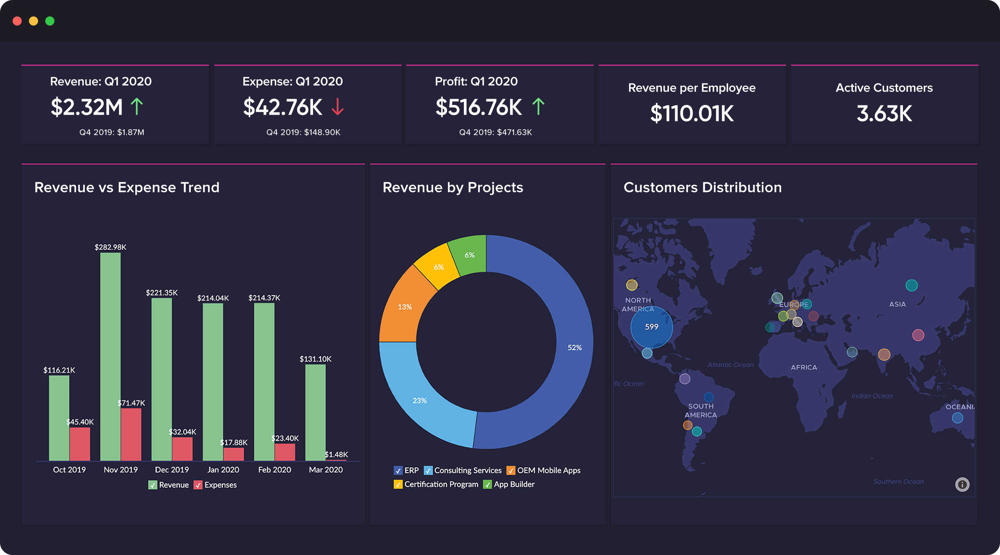 Revenue: Q1 2020
$2.32M
Q4 2019: $1.87M
Expense: Q1 2020
$42.76K
Q4 2019: $148.90K
Profit: Q1 2020
$516.76K
Q4 2019: $471.63K
Revenue per Employee
$110.01K
Active Customers
3.63K
Revenue vs Expense Trend
$116.21K
$45.40K
$282.98K
$71.47K
$221.35K
$32.04K
$214.04K
$17.88K
$214.37K
$23.40K
$131.10K
$1.48K
Oct 2019
Nov 2019
Dec 2019
Jan 2020
Feb 2020
Mar 2020
Revenue
Expenses
Revenue by Projects
6%
6%
13%
52%
23%
ERP
Consulting Services
OEM Mobile Apps
Certification Program
App Builder
Customers Distribution
NORTH
AMERICA
EUROPE
ASIA
599
Atlantic Ocean
AFRICA
ific Ocean
Indian Ocean
SOUTH
AMERICA
OCEANIA
Southern Ocean
i